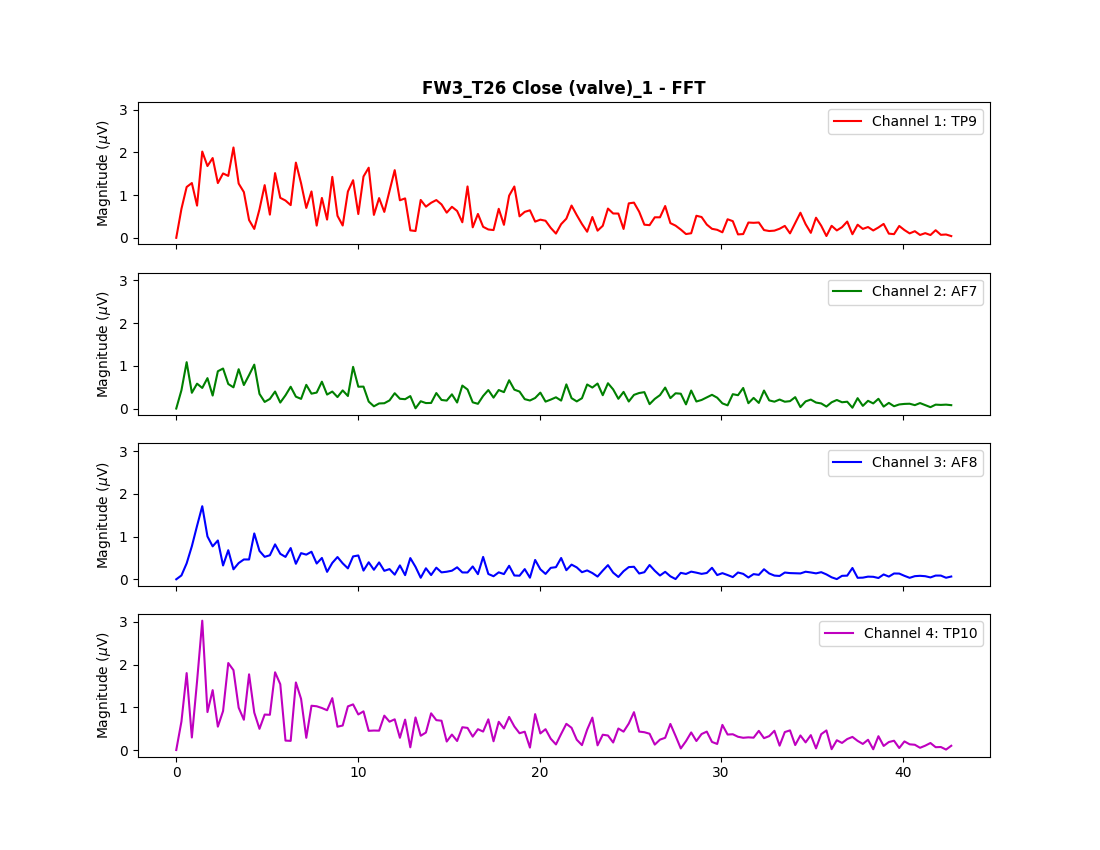 FW3_T26 Close (valve)_1 - FFT
3
2
1
0
Magnitude (μV)
Channel 1: TP9
3
2
1
0
Magnitude (μV)
Channel 2: AF7
3
2
1
0
Magnitude (μV)
Channel 3: AF8
3
2
1
0
Magnitude (μV)
Channel 4: TP10
0 10 20 30 40